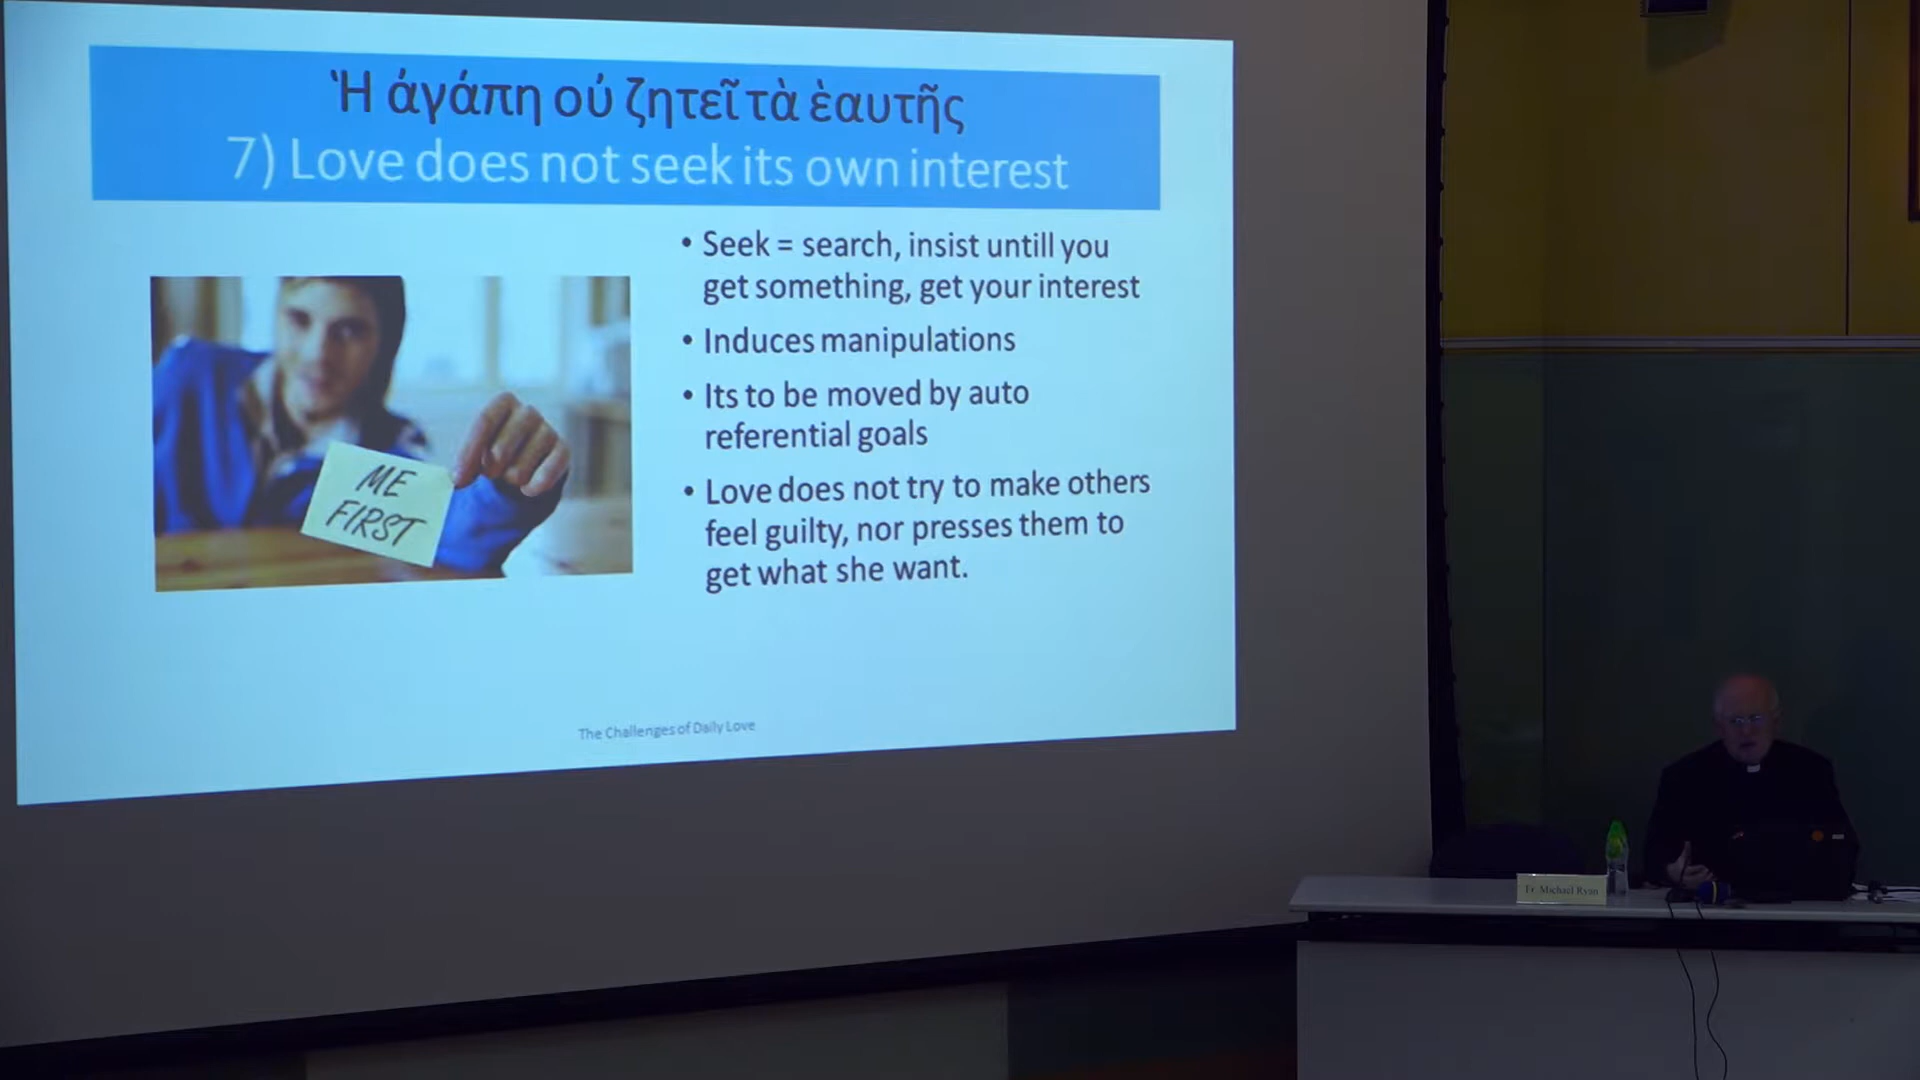 Ἡ ἀγάπη οὐ ζητεῖ τὰ ἑαυτῆς
7) Love does not seek its own interest
• Seek = search, insist untill you
get something, get your interest
• Induces manipulations
• Its to be moved by auto
referential goals
• Love does not try to make others
feel guilty, nor presses them to
get what she want.
ME
FIRST
The Challenges of Daily Love
Fr. Michael Ryan